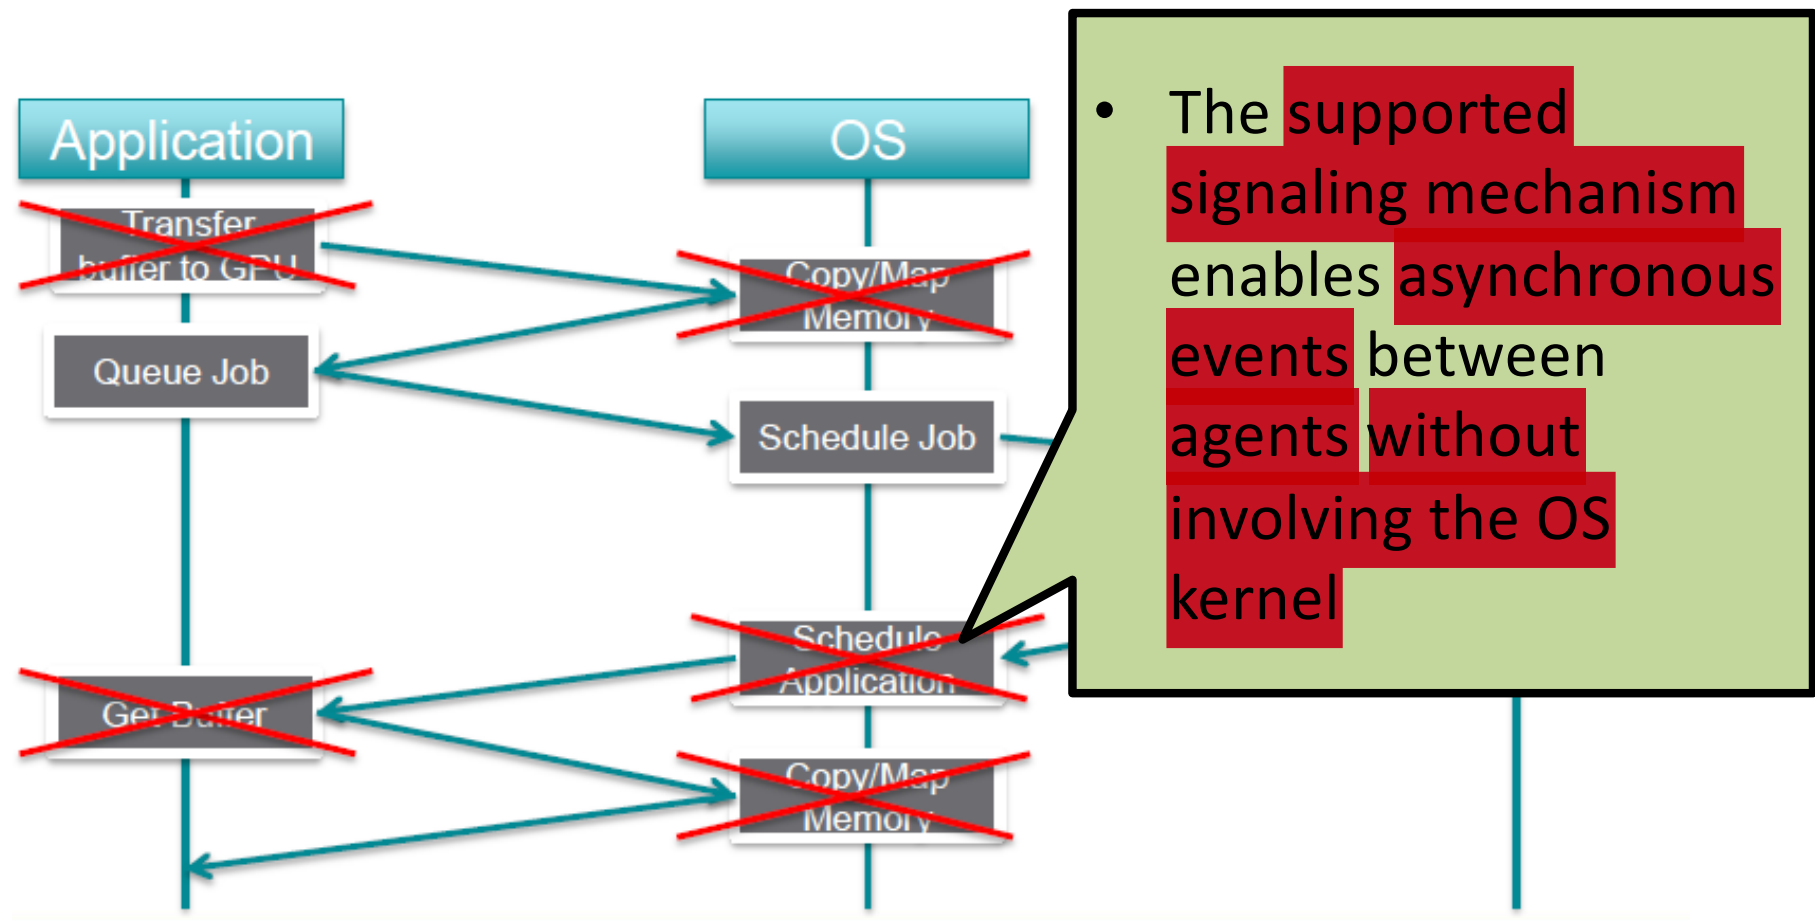 Application
OS
Transfer
buffer to GPU
Copy/Map
Memory
Queue Job
Schedule Job
Schedule
Application
Get Buffer
Copy/Map
Memory
• The supported
signaling mechanism
enables asynchronous
events between
agents without
involving the OS
kernel